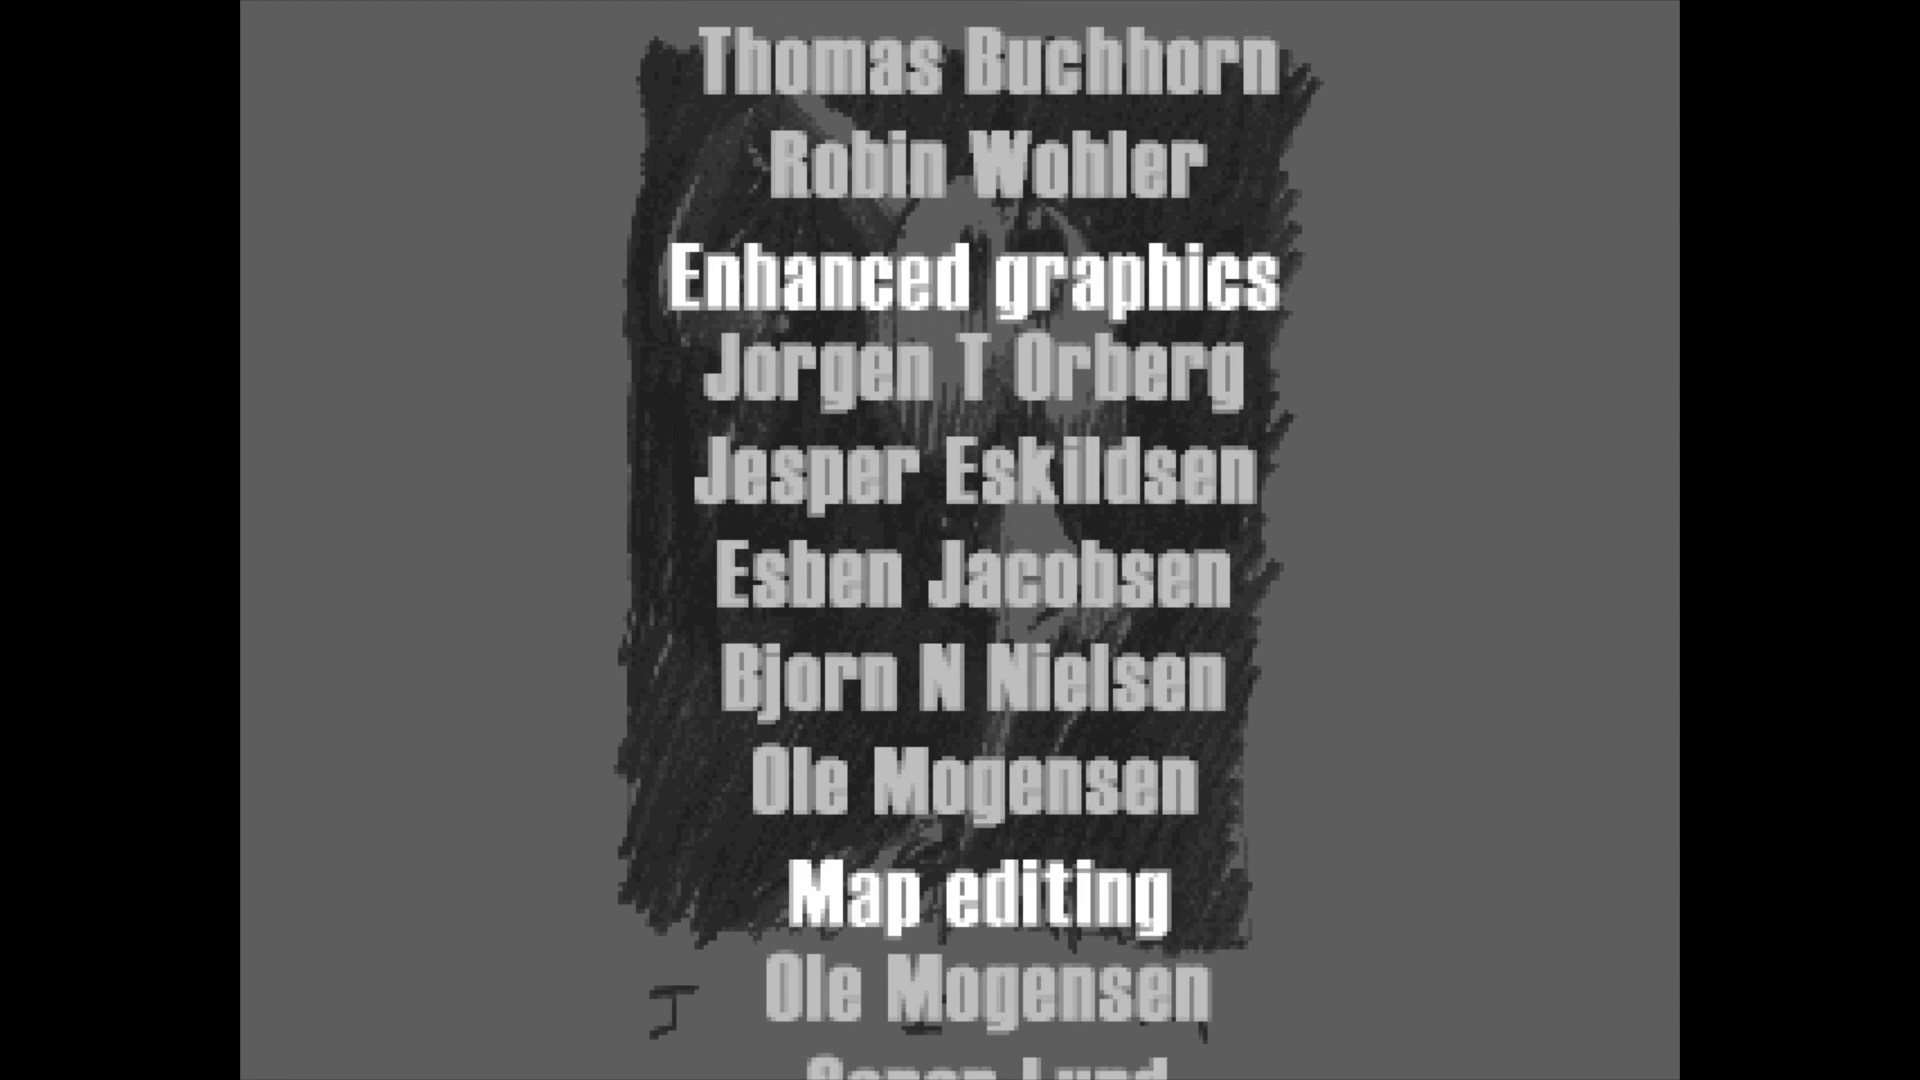 Thomas Buchhorn
Robin Wohler
Enhanced graphics
Jorgen T Orberg
Jesper Eskildsen
Esben Jacobsen
Bjorn N Nielsen
Ole Mogensen
Map editing
Ole Mogensen